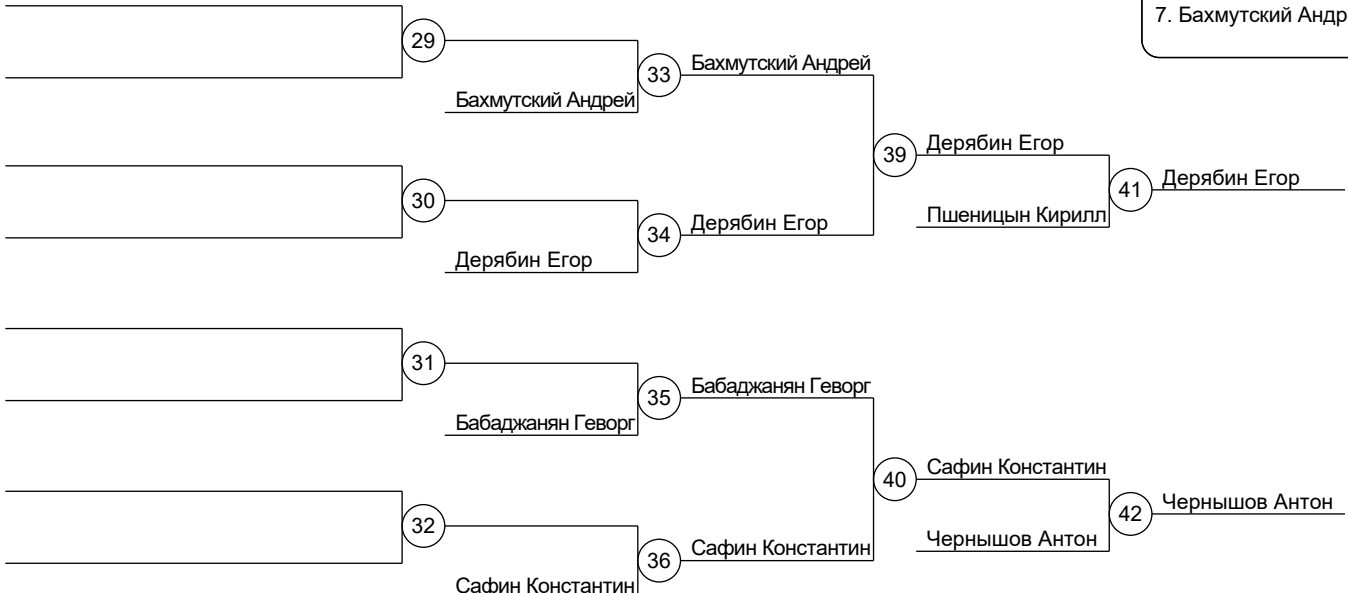 7. Бахмутский Андр
29
33
Бахмутский Андрей
Бахмутский Андрей
39
Дерябин Егор
30
41
Дерябин Егор
Пшеницын Кирилл
34
Дерябин Егор
Дерябин Егор
31
35
Бабаджанян Геворг
Бабаджанян Геворг
40
Сафин Константин
32
42
Чернышов Антон
Чернышов Антон
36
Сафин Константин
Сафин Константин